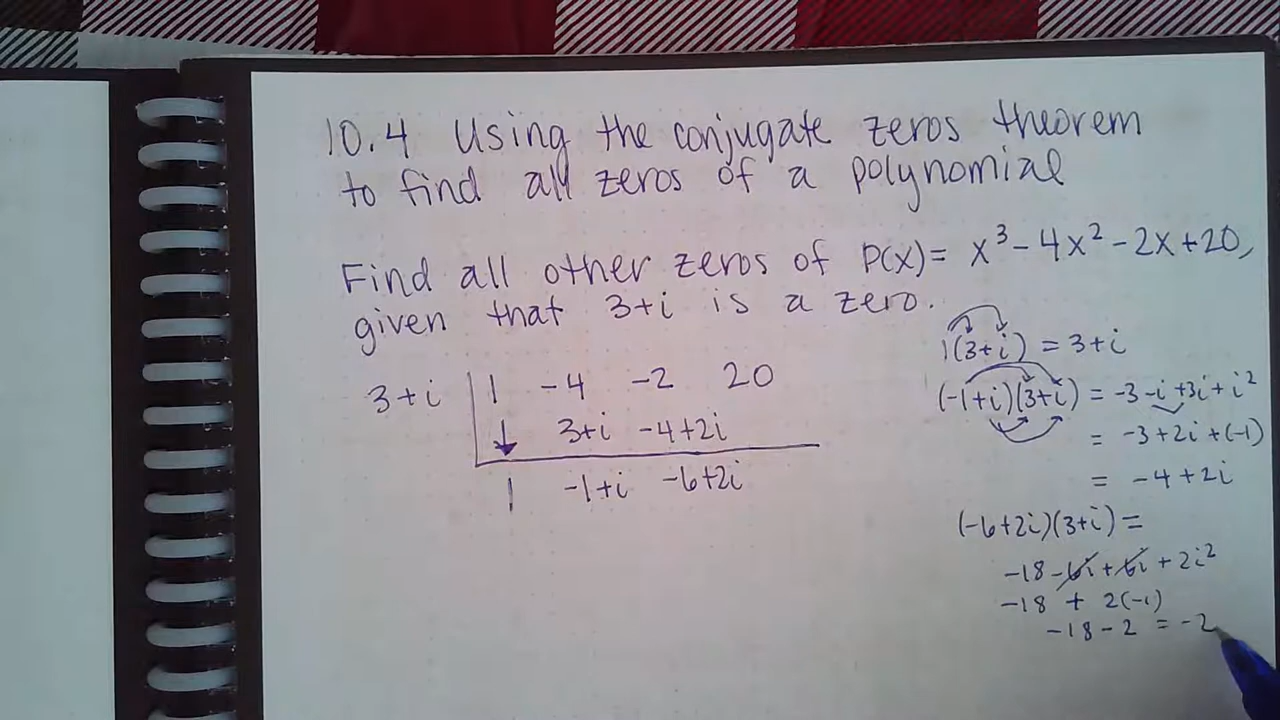 10.4 Using the conjugate zeros theorem
to find all zeros of a polynomial
Find all other zeros of P(x) = x³ - 4x² - 2x + 20,
given that 3+i is a zero.
1(3+i) = 3+i
3+i | 1 -4 -2 20
(-1+i)(3+i) = -3 - i + 3i + i²
↓ 3+i -4+2i
= -3 + 2i + (-1)
1 -1+i -6+2i
= -4 + 2i
(-6+2i)(3+i) =
-18 - 6i + 6i + 2i²
-18 + 2(-1)
-18 - 2 = -2